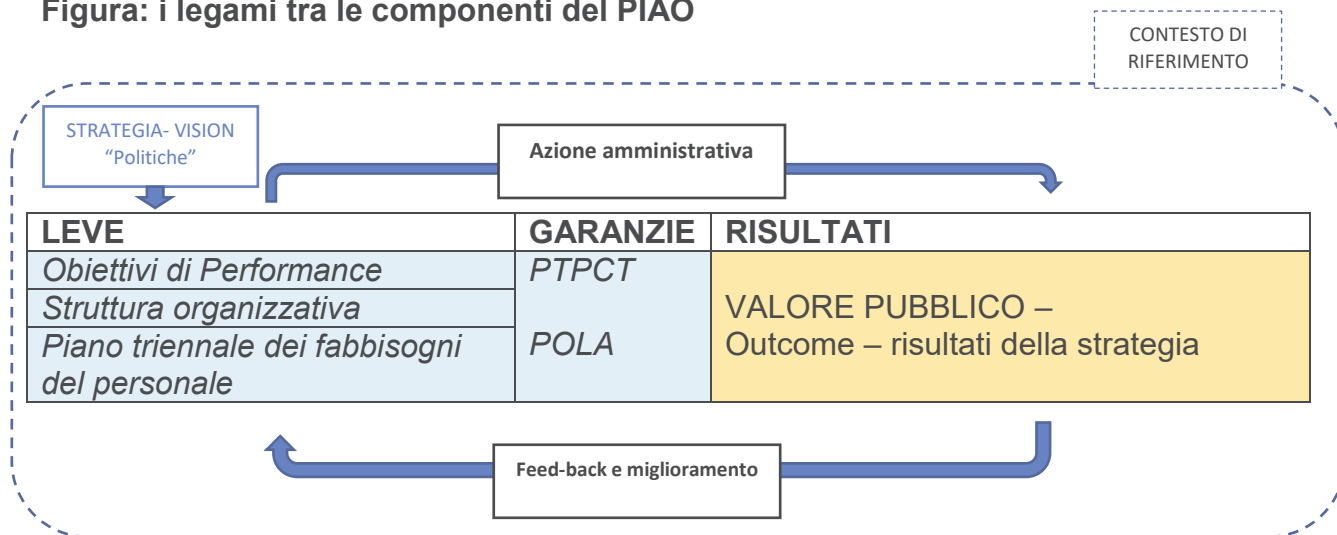 Figura: i legami tra le componenti del PIAO
CONTESTO DI
RIFERIMENTO
STRATEGIA- VISION
“Politiche”
Azione amministrativa
LEVE GARANZIE RISULTATI
Obiettivi di Performance PTPCT
Struttura organizzativa
VALORE PUBBLICO –
Piano triennale dei fabbisogni POLA Outcome – risultati della strategia
del personale
Feed-back e miglioramento